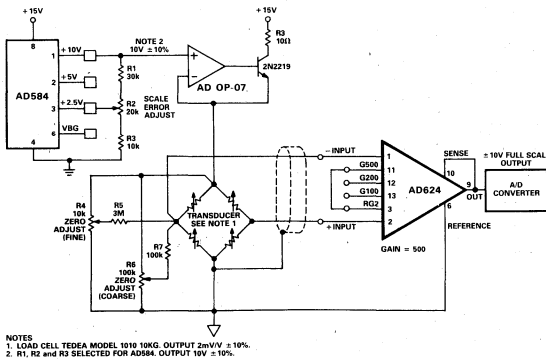 +15V
8
+10V
1
+5V
2
AD584
+2.5V
3
VBG
6
4
NOTE 2
10V ±10%
R1
30k
R2
20k
SCALE
ERROR
ADJUST
R3
10k
AD OP-07
+15V
R3
10Ω
2N2219
−INPUT
G500
G200
G100
RG2
+INPUT
1
11
12
13
3
2
AD624
GAIN = 500
SENSE
10
9
OUT
6
REFERENCE
±10V FULL SCAL
OUTPUT
A/D
CONVERTER
R4
10k
ZERO
ADJUST
(FINE)
R5
3M
TRANSDUCER
SEE NOTE 1
R7
100k
R6
100k
ZERO
ADJUST
(COARSE)
NOTES
1. LOAD CELL TEDEA MODEL 1010 10KG. OUTPUT 2mV/V ±10%.
2. R1, R2 and R3 SELECTED FOR AD584. OUTPUT 10V ±10%.